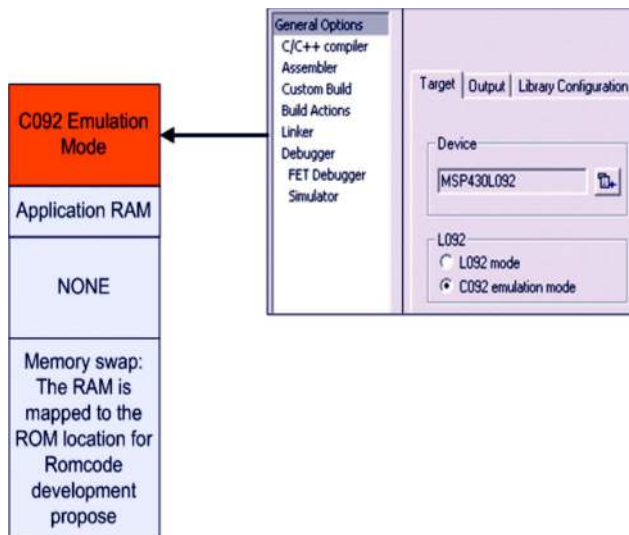 C092 Emulation
Mode
Application RAM
NONE
Memory swap:
The RAM is
mapped to the
ROM location for
Romcode
development
propose
General Options
C/C++ compiler
Assembler
Custom Build
Build Actions
Linker
Debugger
FET Debugger
Simulator
Target Output Library Configuration
Device
MSP430L092
L092
L092 mode
C092 emulation mode